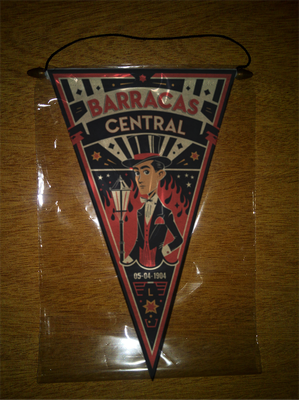 BARRACAS
CENTRAL
05-04-1904
L